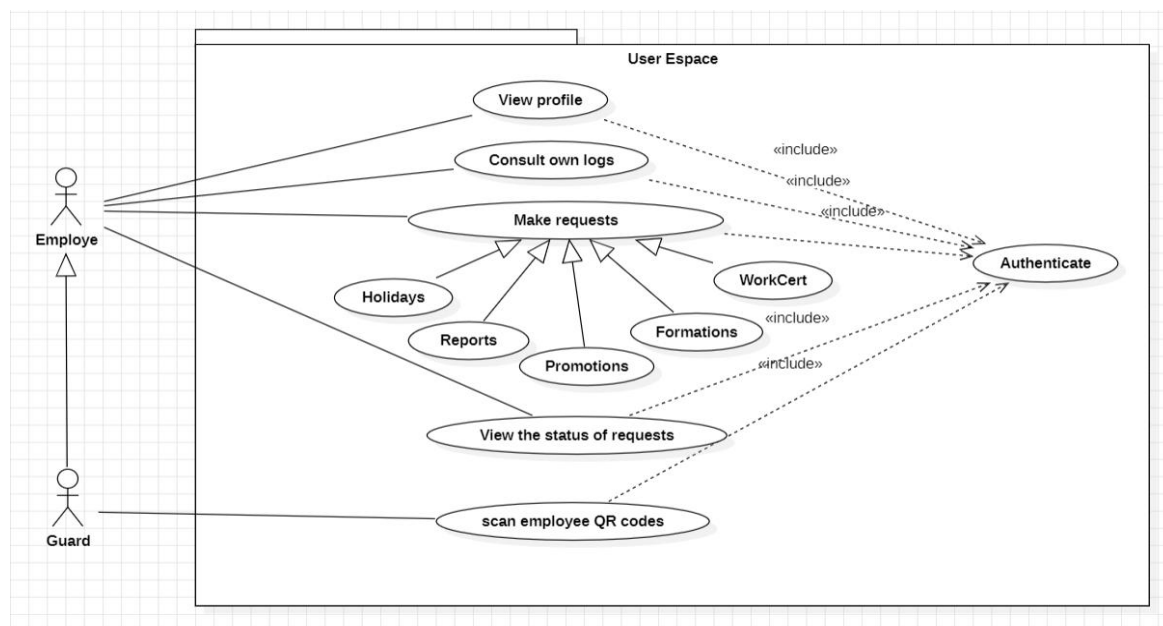 User Espace
View profile
«include»
Consult own logs
«include»
«include»
Make requests
Employe
Authenticate
WorkCert
Holidays
«include»
Formations
Reports
«include»
Promotions
View the status of requests
scan employee QR codes
Guard